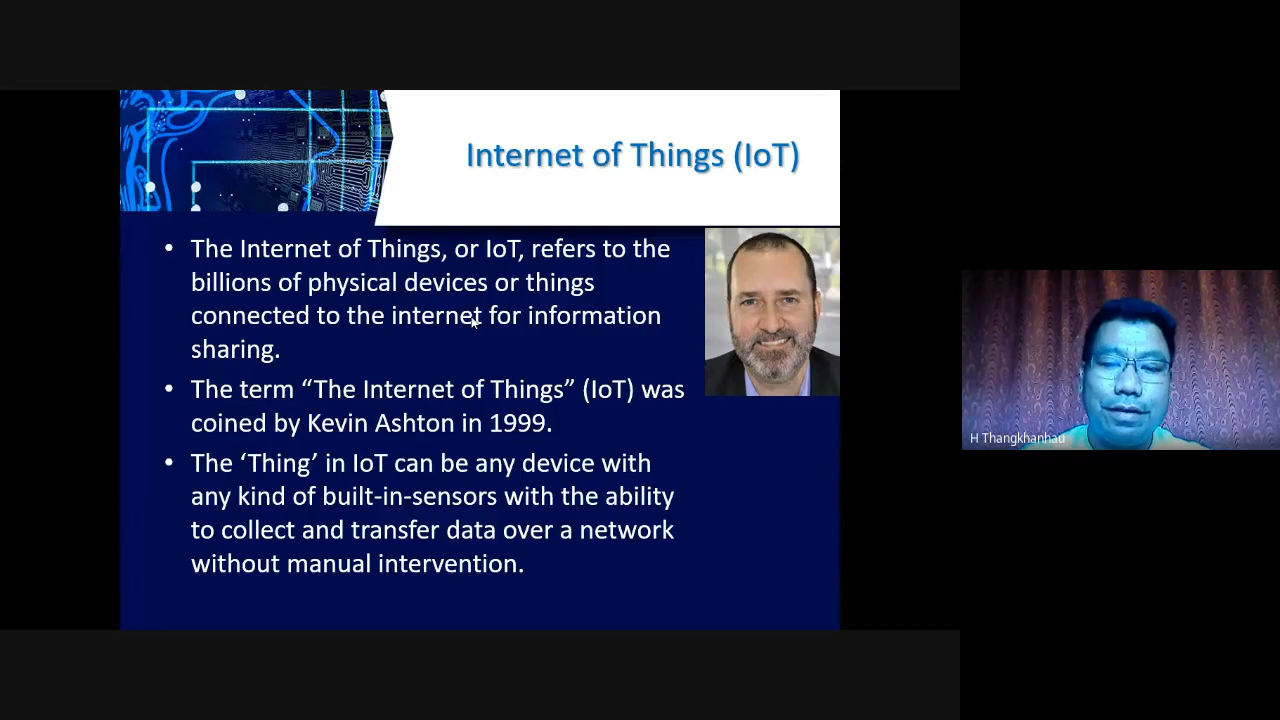 Internet of Things (IoT)
• The Internet of Things, or IoT, refers to the
billions of physical devices or things
connected to the internet for information
sharing.
• The term “The Internet of Things” (IoT) was
coined by Kevin Ashton in 1999.
• The ‘Thing’ in IoT can be any device with
any kind of built-in-sensors with the ability
to collect and transfer data over a network
without manual intervention.
H Thangkhanhau